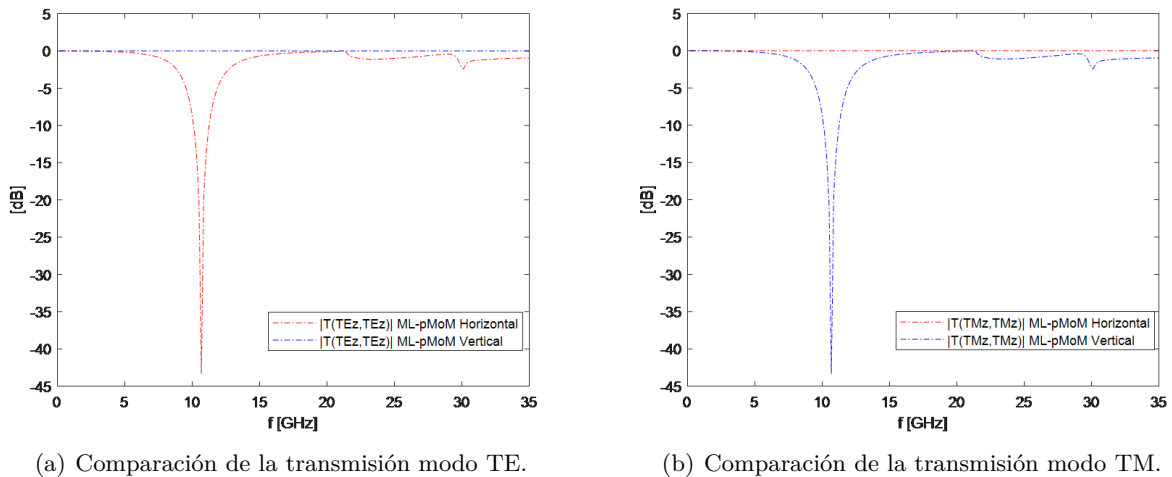 5
0
-5
-10
-15
-20
-25
-30
-35
-40
-45
[dB]
0 5 10 15 20 25 30 35
f [GHz]
|T(TEz,TEz)| ML-pMoM Horizontal
|T(TEz,TEz)| ML-pMoM Vertical
(a) Comparación de la transmisión modo TE.
5
0
-5
-10
-15
-20
-25
-30
-35
-40
-45
[dB]
0 5 10 15 20 25 30 35
f [GHz]
|T(TMz,TMz)| ML-pMoM Horizontal
|T(TMz,TMz)| ML-pMoM Vertical
(b) Comparación de la transmisión modo TM.